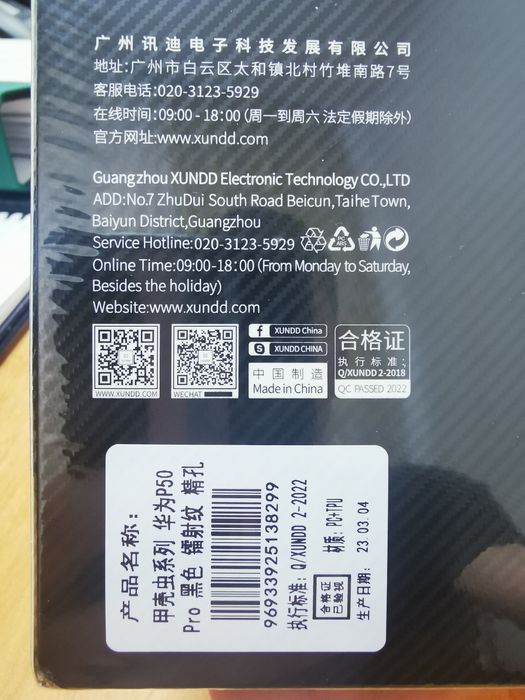 广州讯迪电子科技发展有限公司
地址:广州市白云区太和镇北村竹堆南路7号
客服电话:020-3123-5929
在线时间:09:00-18:00(周一到周六 法定假期除外)
官方网址:www.xundd.com
Guangzhou XUNDD Electronic Technology CO.,LTD
ADD:No.7 ZhuDui South Road Beicun,Taihe Town,
Baiyun District,Guangzhou
Service Hotline:020-3123-5929
PC
ABS
Online Time:09:00-18:00(From Monday to Saturday,
Besides the holiday)
Website:www.xundd.com
WWW.XUNDD.COM
WECHAT
f XUNDD China
S XUNDD CHINA
中国制造
Made in China
合格证
执行标准:
Q/XUNDD 2-2018
QC PASSED 2022
产品名称:
甲壳虫系列 华为P50
Pro 黑色 镭射纹 精孔
96933925138299
执行标准: Q/XUNDD 2-2022
合格证
已验视
材质: PC+TPU
生产日期: 23.03.04